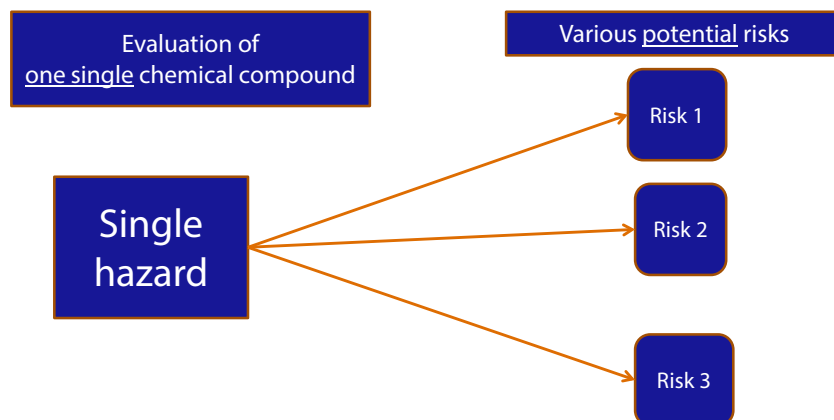 Evaluation of
one single chemical compound
Various potential risks
Risk 1
Single
hazard
Risk 2
Risk 3